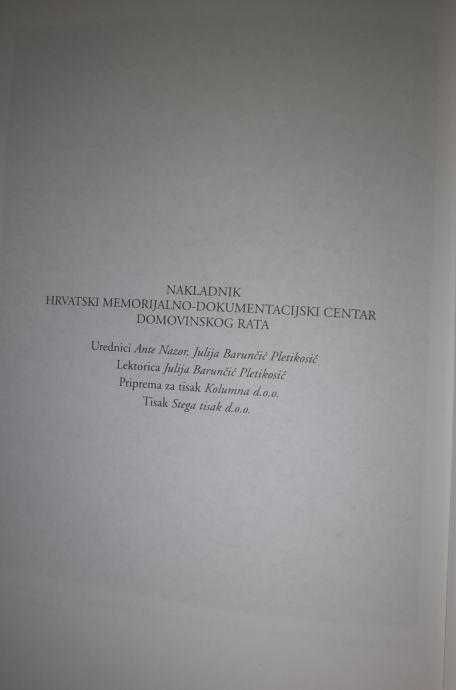 NAKLADNIK
HRVATSKI MEMORIJALNO-DOKUMENTACIJSKI CENTAR
DOMOVINSKOG RATA
Urednici Ante Nazor, Julija Barunčić Pletikosić
Lektorica Julija Barunčić Pletikosić
Priprema za tisak Kolumna d.o.o.
Tisak Stega tisak d.o.o.